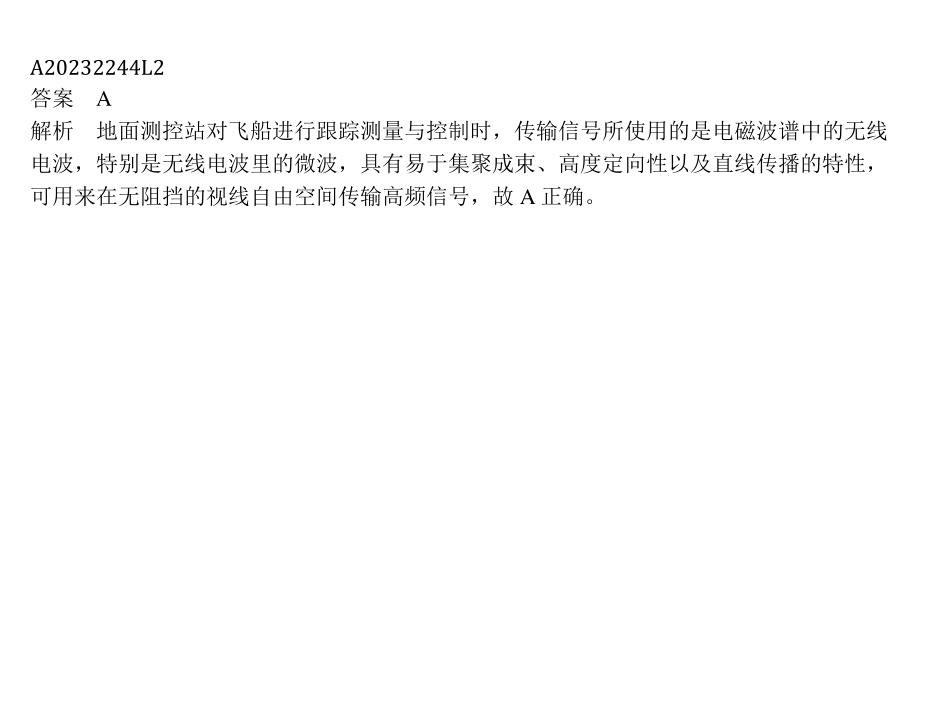 A20232244L2
答案　A
解析　地面测控站对飞船进行跟踪测量与控制时，传输信号所使用的是电磁波谱中的无线
电波，特别是无线电波里的微波，具有易于集聚成束、高度定向性以及直线传播的特性，
可用来在无阻挡的视线自由空间传输高频信号，故 A 正确。